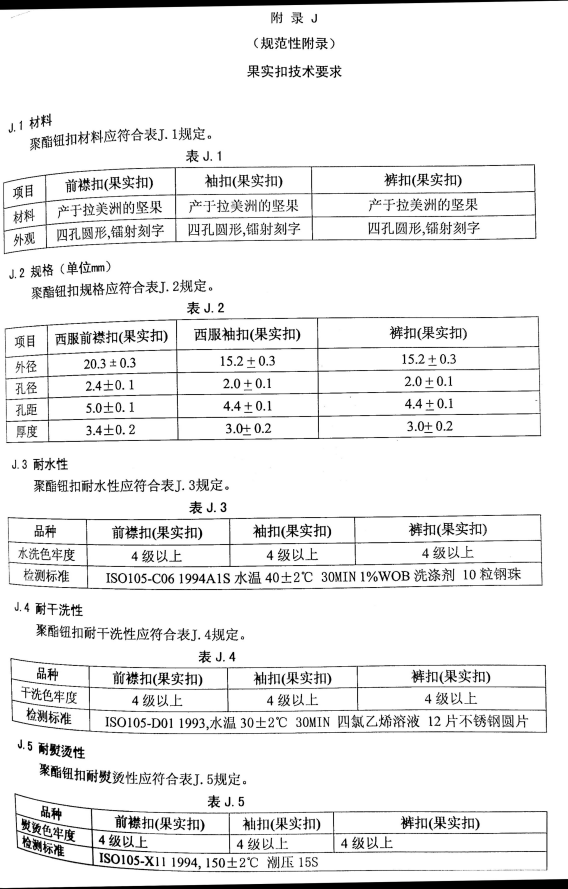 附 录 J
(规范性附录)
果实扣技术要求
J.1 材料
聚酯钮扣材料应符合表J.1规定。
表 J.1
项目 前襟扣(果实扣) 袖扣(果实扣) 裤扣(果实扣)
材料 产于拉美洲的坚果 产于拉美洲的坚果 产于拉美洲的坚果
外观 四孔圆形,镭射刻字 四孔圆形,镭射刻字 四孔圆形,镭射刻字
J.2 规格（单位mm）
聚酯钮扣规格应符合表J.2规定。
表 J.2
项目 西服前襟扣(果实扣) 西服袖扣(果实扣) 裤扣(果实扣)
外径 20.3±0.3 15.2±0.3 15.2±0.3
孔径 2.4±0.1 2.0±0.1 2.0±0.1
孔距 5.0±0.1 4.4±0.1 4.4±0.1
厚度 3.4±0.2 3.0±0.2 3.0±0.2
J.3 耐水性
聚酯钮扣耐水性应符合表J.3规定。
表 J.3
品种 前襟扣(果实扣) 袖扣(果实扣) 裤扣(果实扣)
水洗色牢度 4 级以上 4 级以上 4 级以上
检测标准 ISO105-C06 1994A1S 水温 40±2℃ 30MIN 1%WOB 洗涤剂 10 粒钢珠
J.4 耐干洗性
聚酯钮扣耐干洗性应符合表J.4规定。
表 J.4
品种 前襟扣(果实扣) 袖扣(果实扣) 裤扣(果实扣)
干洗色牢度 4 级以上 4 级以上 4 级以上
检测标准 ISO105-D01 1993,水温 30±2℃ 30MIN 四氯乙烯溶液 12 片不锈钢圆片
J.5 耐熨烫性
聚酯钮扣耐熨烫性应符合表J.5规定。
表 J.5
品种 前襟扣(果实扣) 袖扣(果实扣) 裤扣(果实扣)
熨烫色牢度 4 级以上 4 级以上 4 级以上
检测标准 ISO105-X11 1994, 150±2℃ 潮压 15S